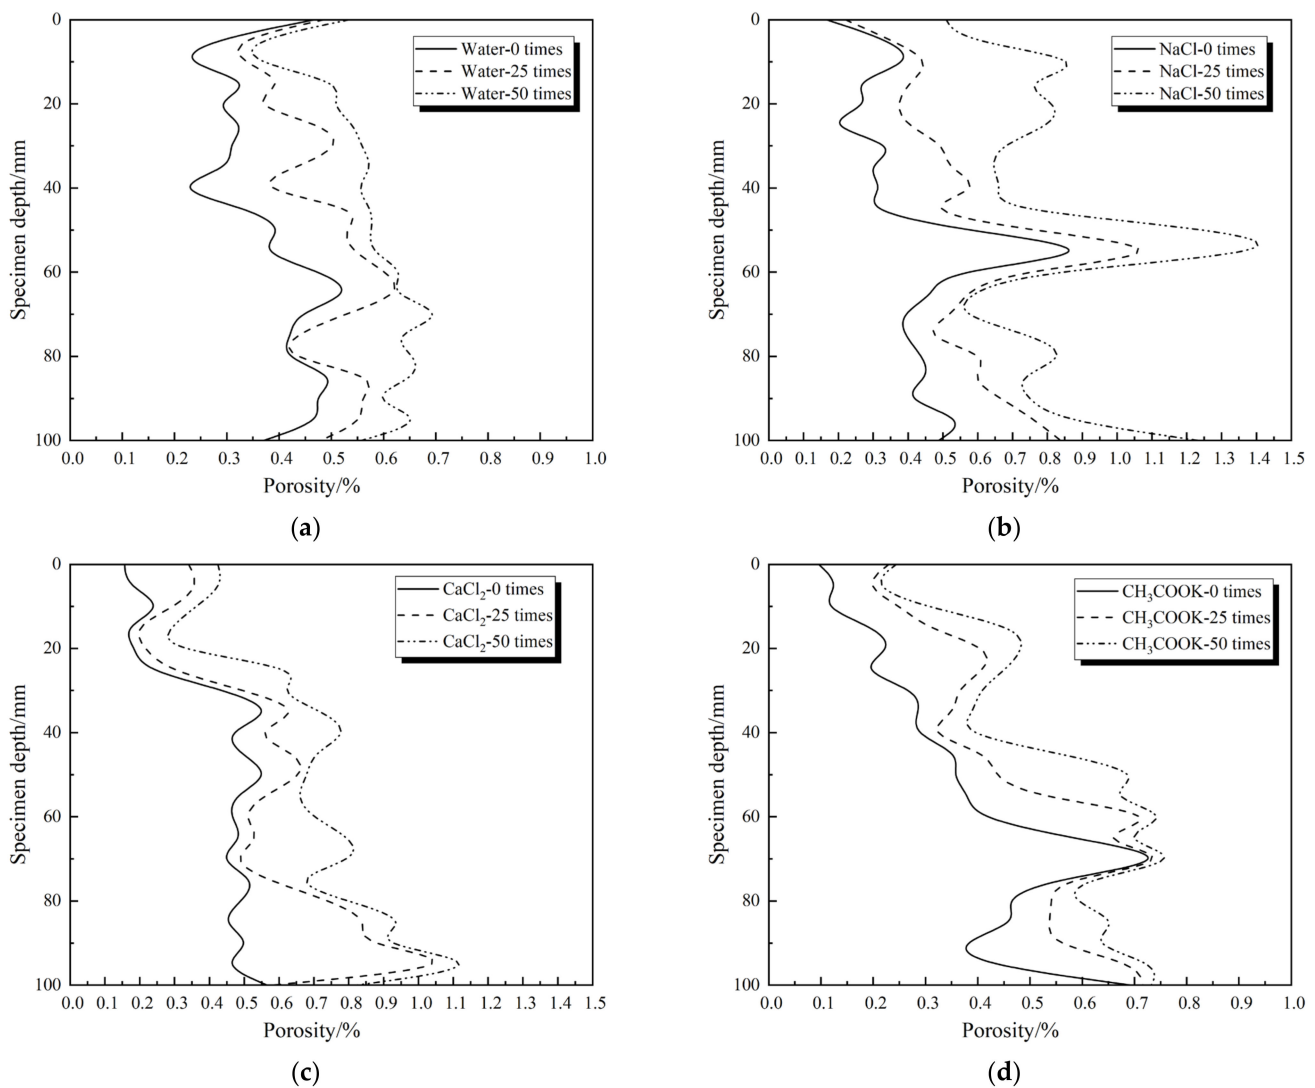 0
20
40
60
80
100
Specimen depth/mm
Water-0 times
Water-25 times
Water-50 times
0.0 0.1 0.2 0.3 0.4 0.5 0.6 0.7 0.8 0.9 1.0
Porosity/%
(a)
0
20
40
60
80
100
Specimen depth/mm
NaCl-0 times
NaCl-25 times
NaCl-50 times
0.0 0.1 0.2 0.3 0.4 0.5 0.6 0.7 0.8 0.9 1.0 1.1 1.2 1.3 1.4 1.5
Porosity/%
(b)
0
20
40
60
80
100
Specimen depth/mm
CaCl₂-0 times
CaCl₂-25 times
CaCl₂-50 times
0.0 0.1 0.2 0.3 0.4 0.5 0.6 0.7 0.8 0.9 1.0 1.1 1.2 1.3 1.4 1.5
Porosity/%
(c)
0
20
40
60
80
100
Specimen depth/mm
CH₃COOK-0 times
CH₃COOK-25 times
CH₃COOK-50 times
0.0 0.1 0.2 0.3 0.4 0.5 0.6 0.7 0.8 0.9 1.0
Porosity/%
(d)